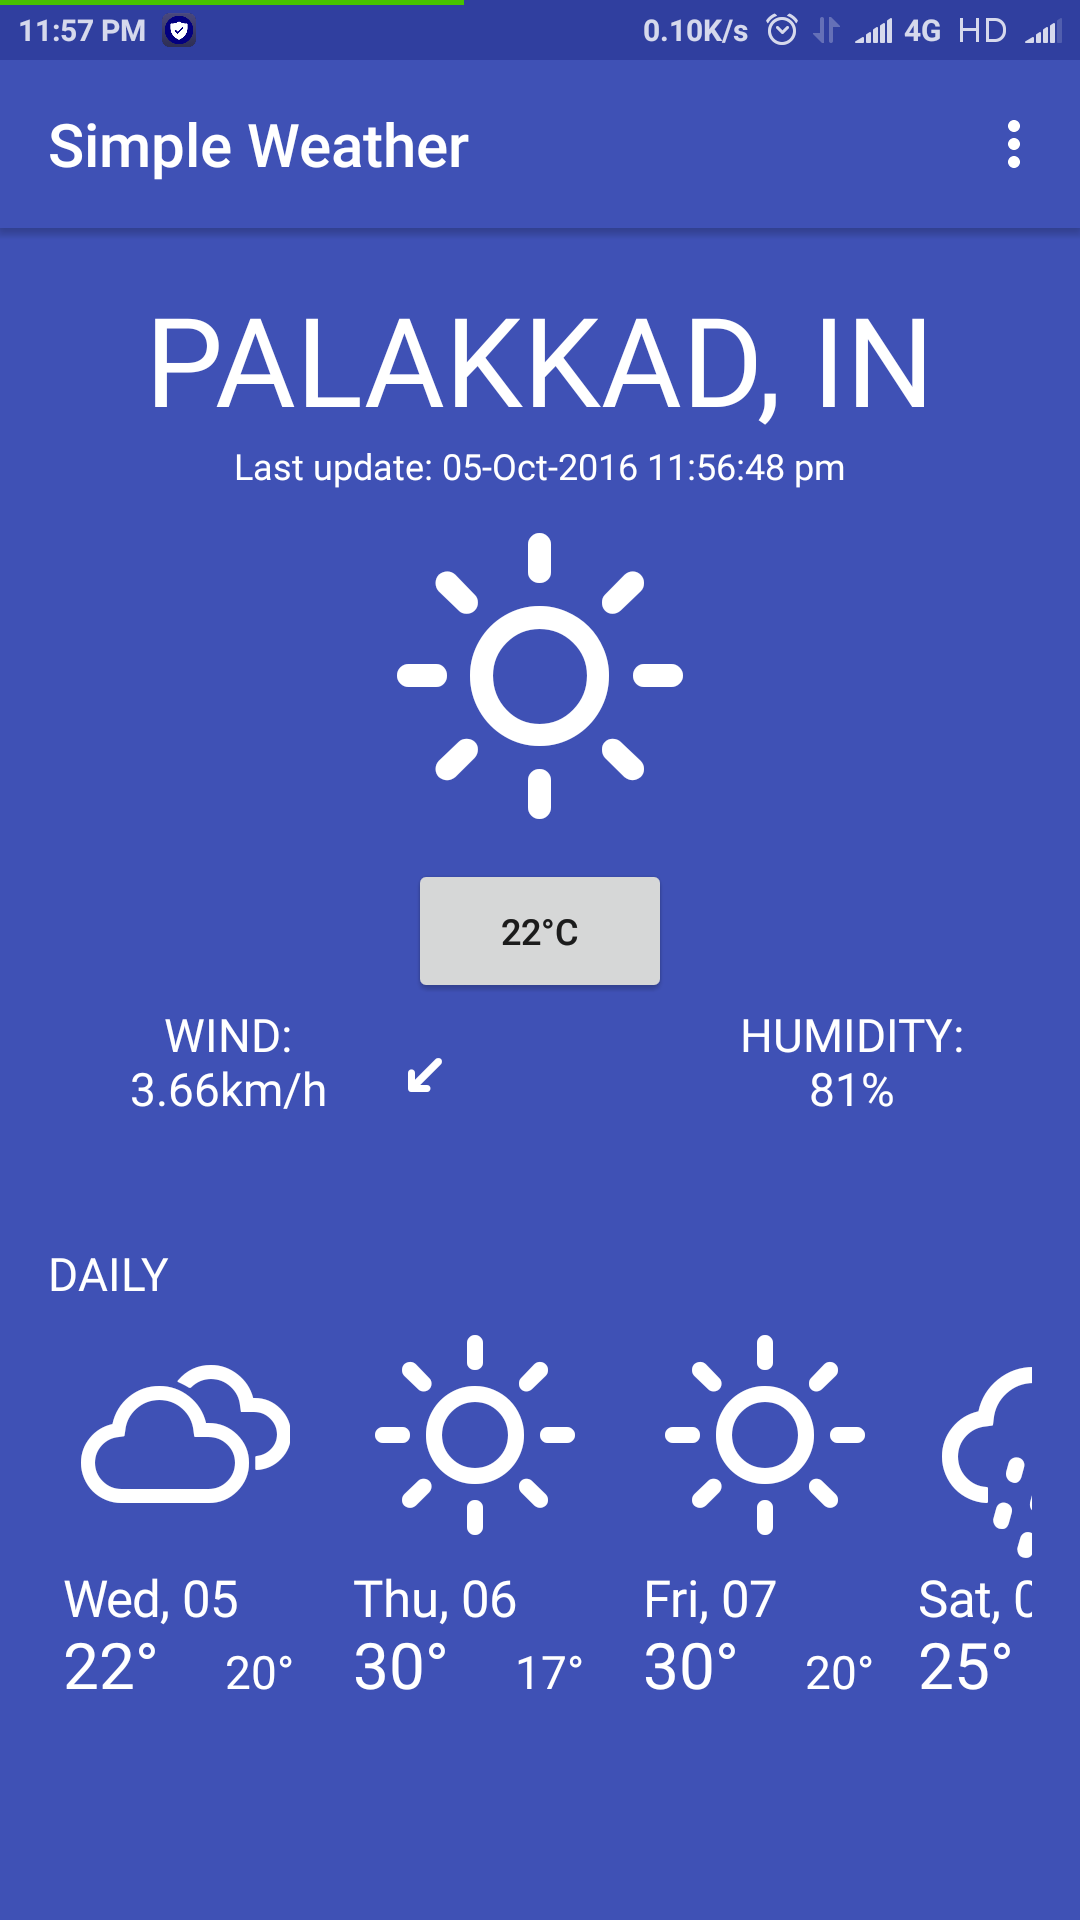 11:57 PM 0.10K/s 4G HD
Simple Weather
PALAKKAD, IN
Last update: 05-Oct-2016 11:56:48 pm
22°C
WIND: HUMIDITY:
3.66km/h 81%
DAILY
Wed, 05 Thu, 06 Fri, 07 Sat,
22° 20° 30° 17° 30° 20° 25°